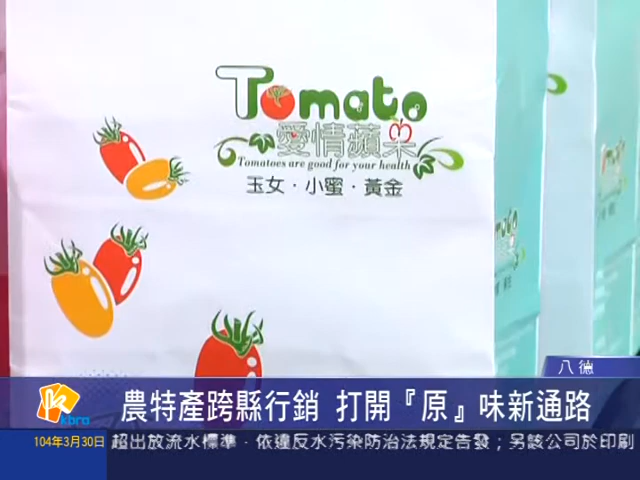 Tomato
愛情蘋果
Tomatoes are good for your health
玉女·小蜜·黃金
八德
農特產跨縣行銷 打開『原』味新通路
kbro
104年3月30日 超出放流水標準‧依違反水污染防治法規定告發；另該公司於印刷